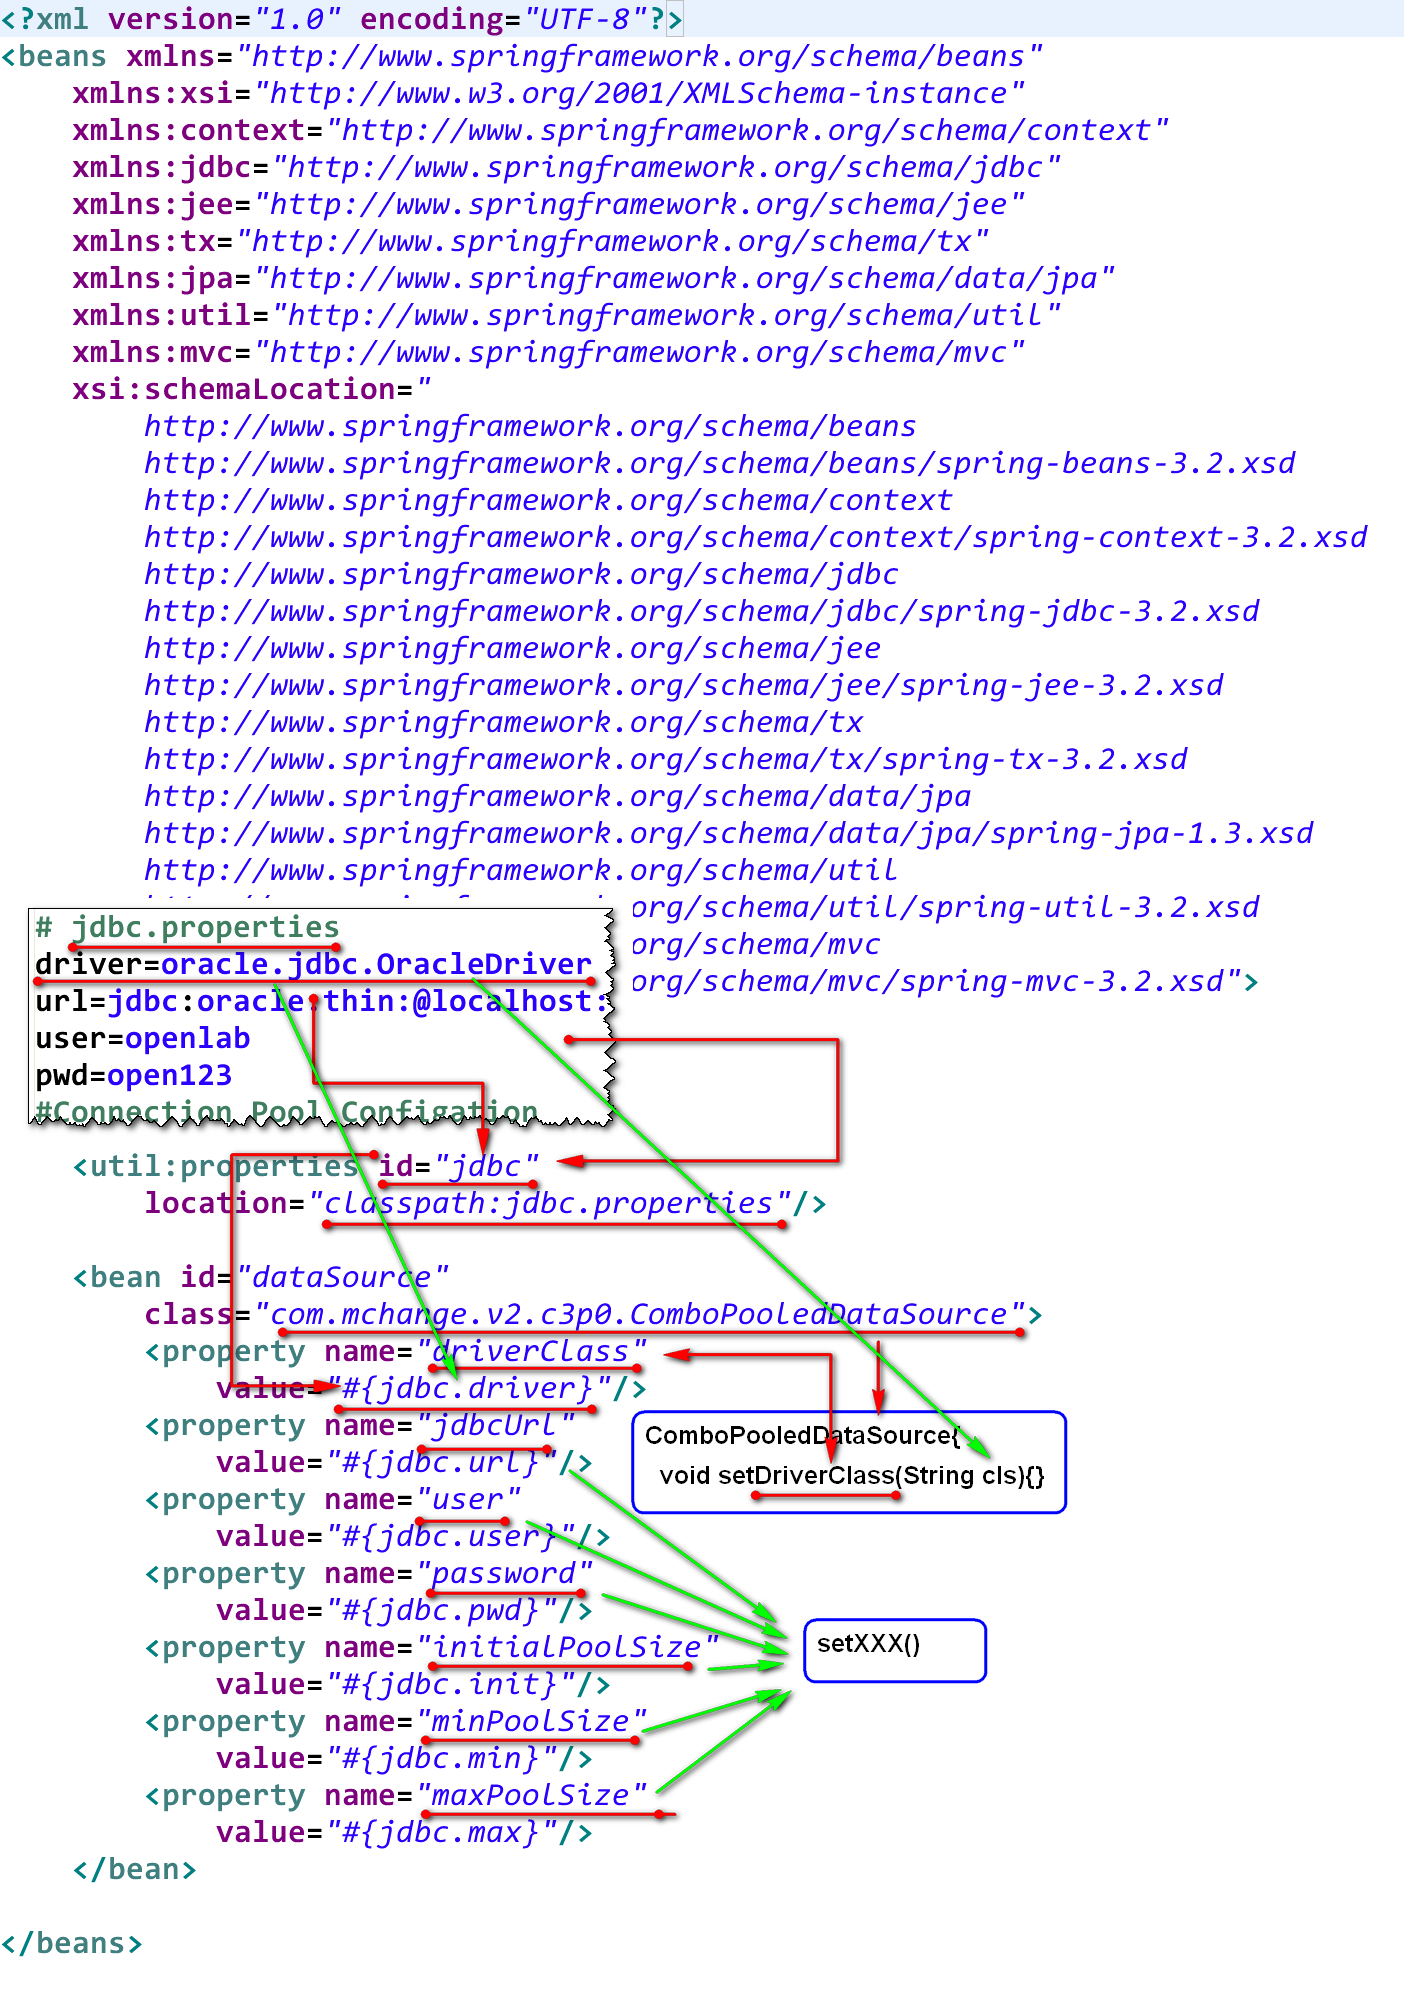 <?xml version="1.0" encoding="UTF-8"?>
<beans xmlns="http://www.springframework.org/schema/beans"
xmlns:xsi="http://www.w3.org/2001/XMLSchema-instance"
xmlns:context="http://www.springframework.org/schema/context"
xmlns:jdbc="http://www.springframework.org/schema/jdbc"
xmlns:jee="http://www.springframework.org/schema/jee"
xmlns:tx="http://www.springframework.org/schema/tx"
xmlns:jpa="http://www.springframework.org/schema/data/jpa"
xmlns:util="http://www.springframework.org/schema/util"
xmlns:mvc="http://www.springframework.org/schema/mvc"
xsi:schemaLocation="
http://www.springframework.org/schema/beans
http://www.springframework.org/schema/beans/spring-beans-3.2.xsd
http://www.springframework.org/schema/context
http://www.springframework.org/schema/context/spring-context-3.2.xsd
http://www.springframework.org/schema/jdbc
http://www.springframework.org/schema/jdbc/spring-jdbc-3.2.xsd
http://www.springframework.org/schema/jee
http://www.springframework.org/schema/jee/spring-jee-3.2.xsd
http://www.springframework.org/schema/tx
http://www.springframework.org/schema/tx/spring-tx-3.2.xsd
http://www.springframework.org/schema/data/jpa
http://www.springframework.org/schema/data/jpa/spring-jpa-1.3.xsd
http://www.springframework.org/schema/util
org/schema/util/spring-util-3.2.xsd
org/schema/mvc
org/schema/mvc/spring-mvc-3.2.xsd">
# jdbc.properties
driver=oracle.jdbc.OracleDriver
url=jdbc:oracle:thin:@localhost:
user=openlab
pwd=open123
#Connection Pool Configation
<util:properties id="jdbc"
location="classpath:jdbc.properties"/>
<bean id="dataSource"
class="com.mchange.v2.c3p0.ComboPooledDataSource">
<property name="driverClass"
value="#{jdbc.driver}"/>
<property name="jdbcUrl"
value="#{jdbc.url}"/>
<property name="user"
value="#{jdbc.user}"/>
<property name="password"
value="#{jdbc.pwd}"/>
<property name="initialPoolSize"
value="#{jdbc.init}"/>
<property name="minPoolSize"
value="#{jdbc.min}"/>
<property name="maxPoolSize"
value="#{jdbc.max}"/>
</bean>
</beans>
ComboPooledDataSource{
void setDriverClass(String cls){}
setXXX()